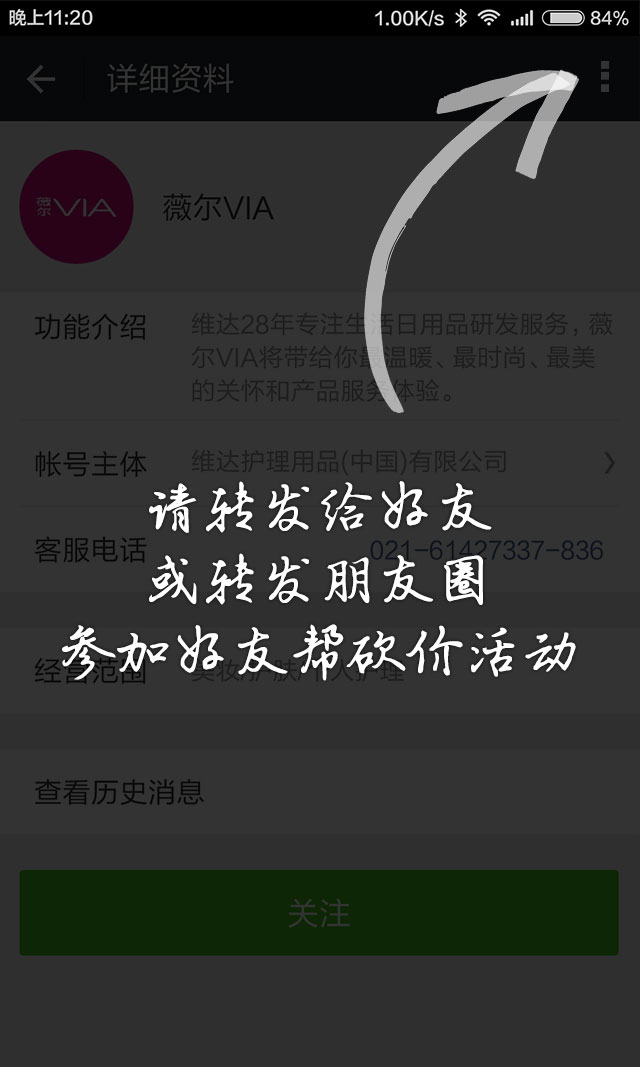 晚上11:20
1.00K/s
84%
详细资料
薇尔VIA
薇尔VIA
功能介绍
维达28年专注生活日用品研发服务，薇
尔VIA将带给你最温暖、最时尚、最美
的关怀和产品服务体验。
帐号主体
维达护理用品(中国)有限公司
请转发给好友
客服电话
021-61427337-836
或转发朋友圈
参加好友帮砍价活动
经营范围
美妆/护肤/个人护理
查看历史消息
关注